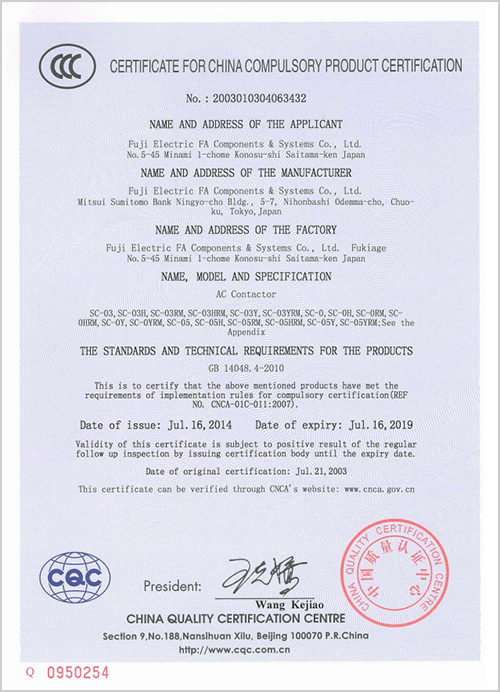 CCC
CERTIFICATE FOR CHINA COMPULSORY PRODUCT CERTIFICATION
No. : 2003010304063432
NAME AND ADDRESS OF THE APPLICANT
Fuji Electric FA Components & Systems Co., Ltd.
No.5-45 Minami 1-chome Konosu-shi Saitama-ken Japan
NAME AND ADDRESS OF THE MANUFACTURER
Fuji Electric FA Components & Systems Co., Ltd.
Mitsui Sumitomo Bank Ningyo-cho Bldg., 5-7, Nihonbashi Odemma-cho, Chuo-
ku, Tokyo,Japan
NAME AND ADDRESS OF THE FACTORY
Fuji Electric FA Components & Systems Co., Ltd. Fukiage
No.5-45 Minami 1-chome Konosu-shi Saitama-ken Japan
NAME, MODEL AND SPECIFICATION
AC Contactor
SC-03, SC-03H, SC-03RM, SC-03HRM, SC-03Y, SC-03YRM, SC-0, SC-0H, SC-0RM, SC-
0HRM, SC-0Y, SC-0YRM, SC-05, SC-05H, SC-05RM, SC-05HRM, SC-05Y, SC-05YRM;See the
Appendix
THE STANDARDS AND TECHNICAL REQUIREMENTS FOR THE PRODUCTS
GB 14048.4-2010
This is to certify that the above mentioned products have met the
requirements of implementation rules for compulsory certification(REF
NO. CNCA-01C-011:2007).
Date of issue: Jul.16,2014 Date of expiry: Jul.16,2019
Validity of this certificate is subject to positive result of the regular
follow up inspection by issuing certification body until the expiry date.
Date of original certification: Jul.21,2003
This certificate can be verified through CNCA's website: www.cnca.gov.cn
CQC
President:
Wang Kejiao
CHINA QUALITY CERTIFICATION CENTRE
中国质量认证中心
CHINA QUALITY CERTIFICATION CENTRE
Section 9,No.188,Nansihuan Xilu, Beijing 100070 P.R.China
http://www.cqc.com.cn
Q 0950254